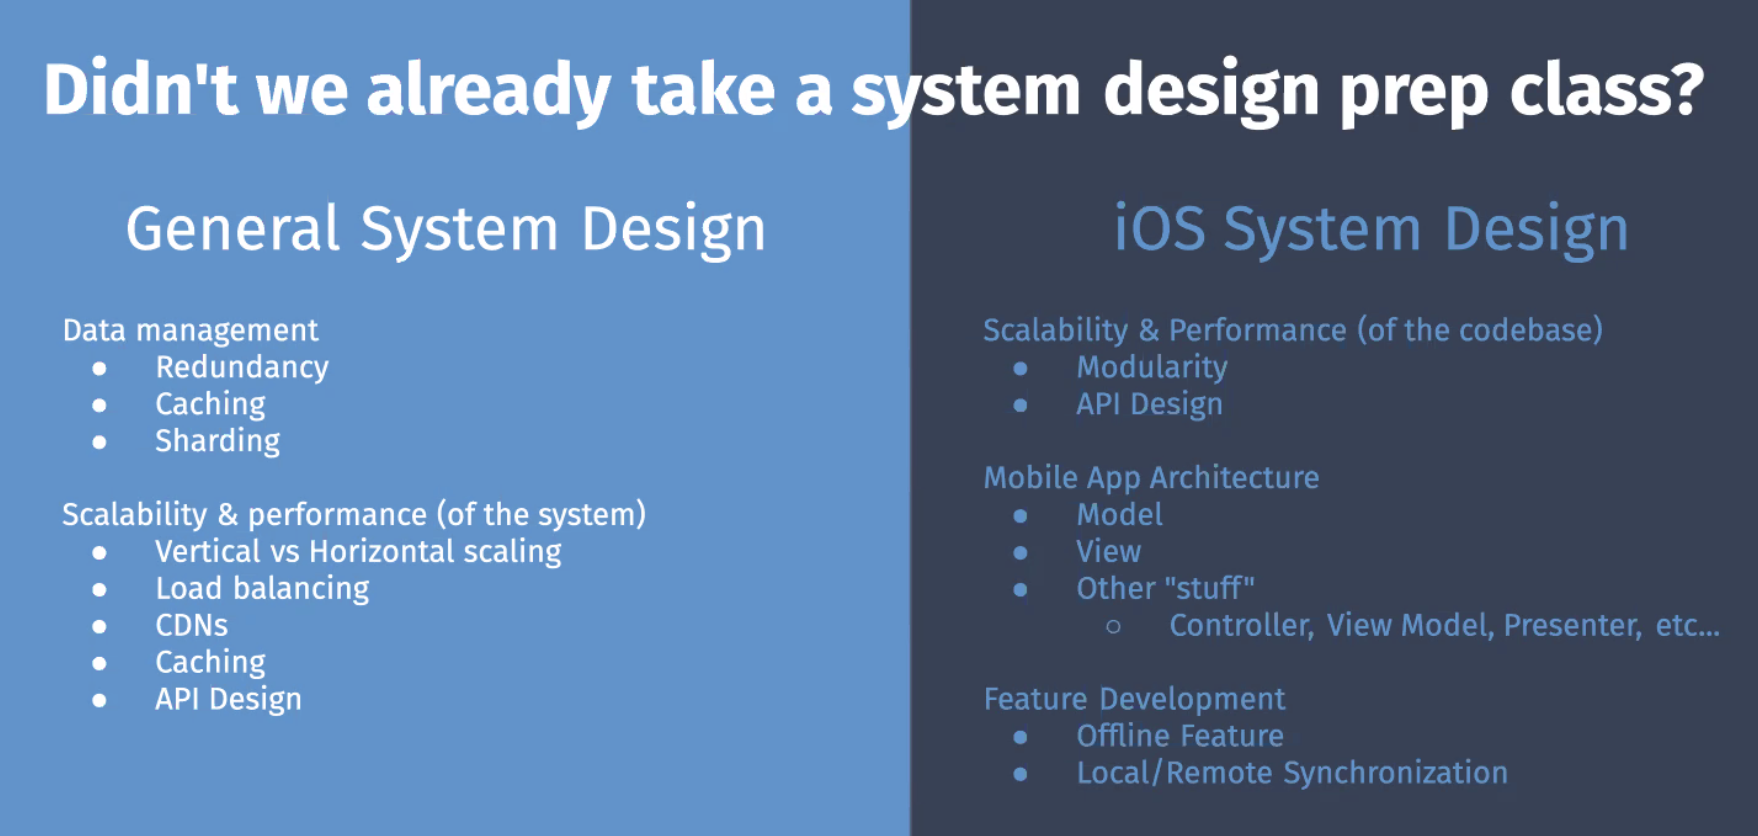 Didn't we already take a system design prep class?
General System Design
Data management
● Redundancy
● Caching
● Sharding
Scalability & performance (of the system)
● Vertical vs Horizontal scaling
● Load balancing
● CDNs
● Caching
● API Design
iOS System Design
Scalability & Performance (of the codebase)
● Modularity
● API Design
Mobile App Architecture
● Model
● View
● Other "stuff"
○ Controller, View Model, Presenter, etc...
Feature Development
● Offline Feature
● Local/Remote Synchronization